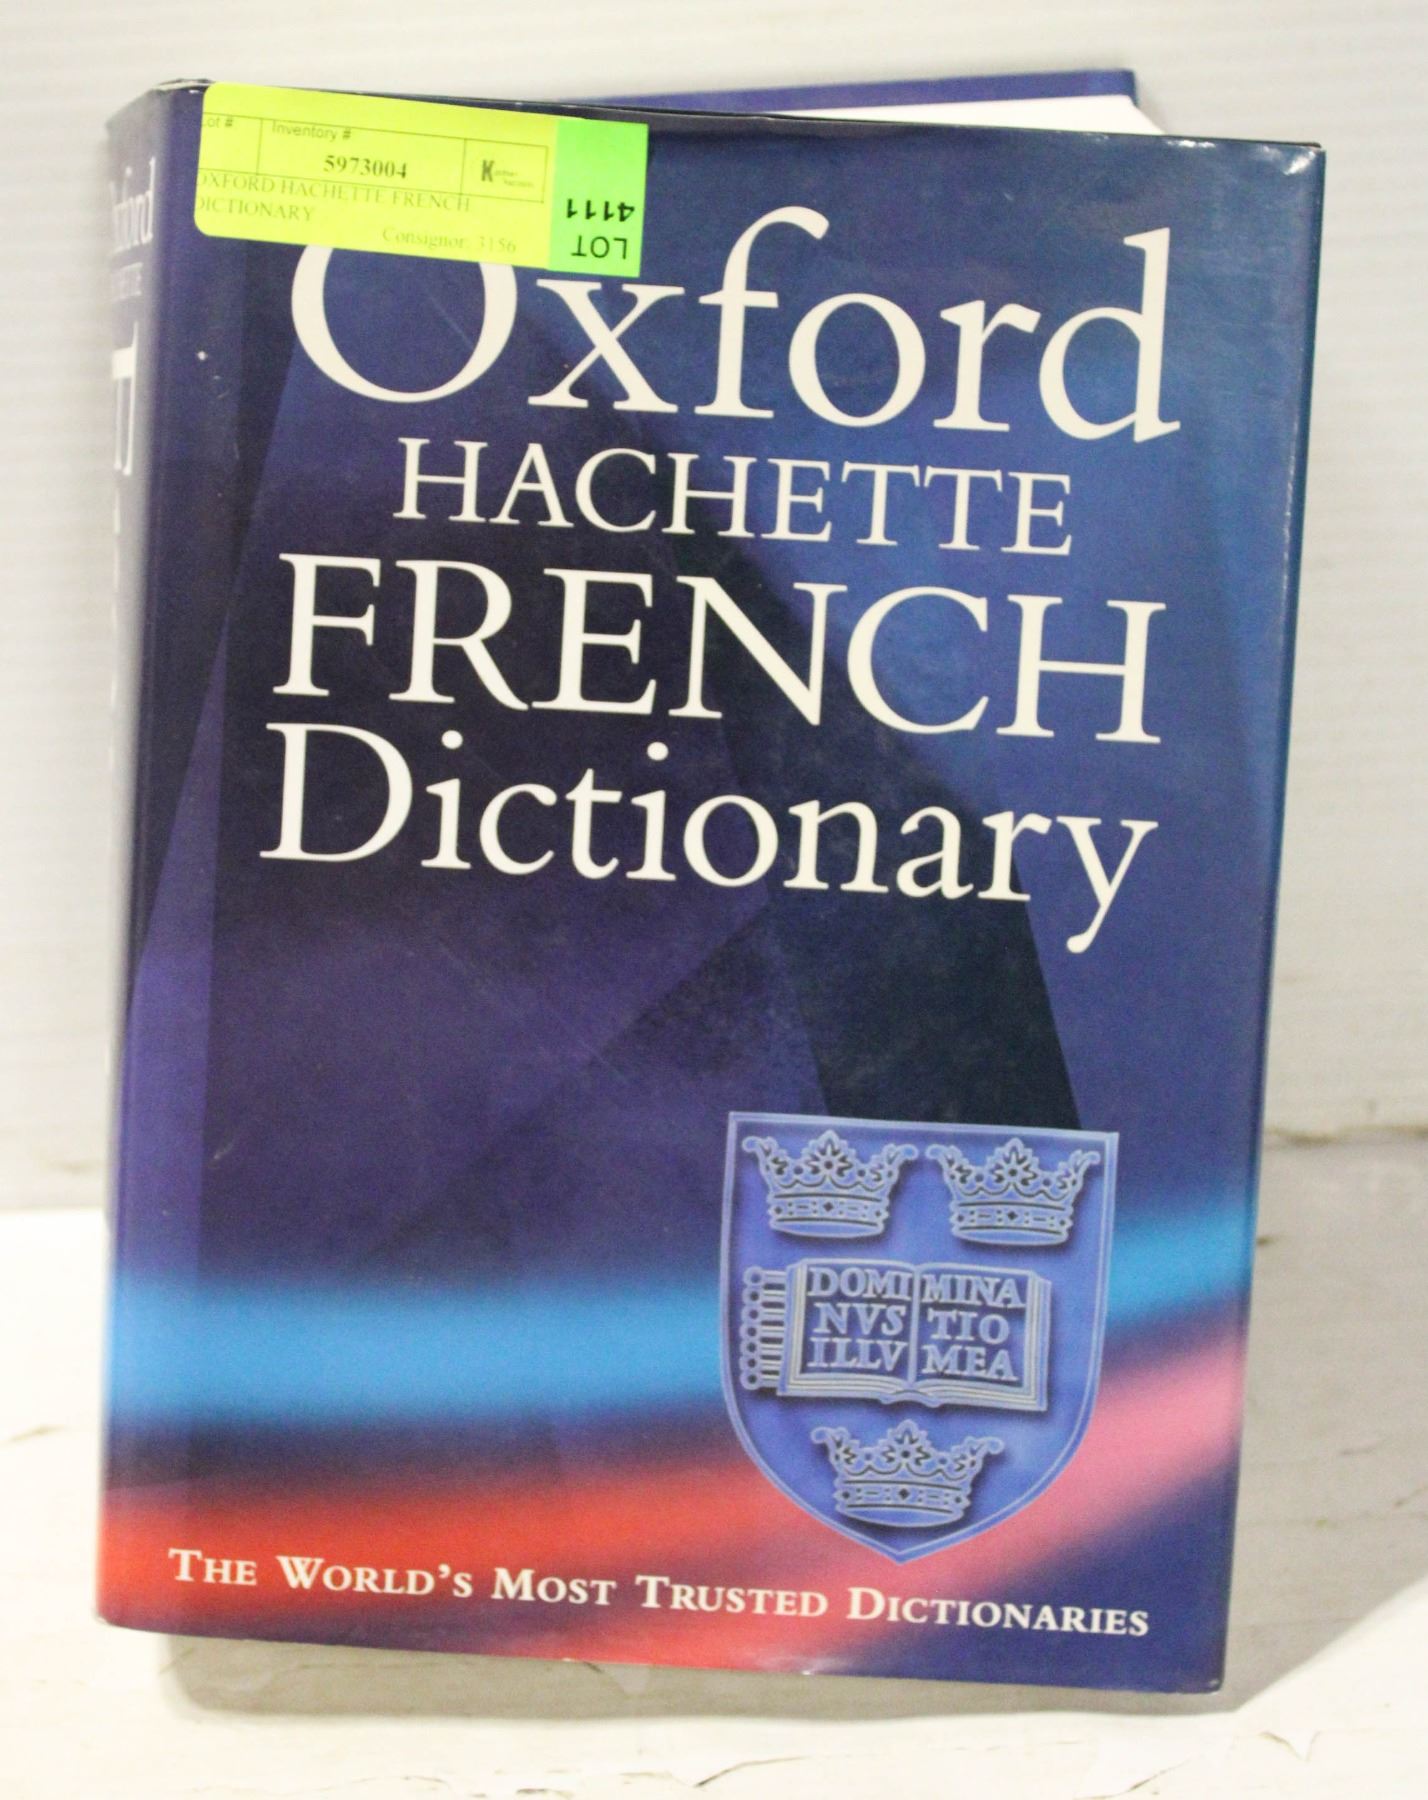 Lot #
Inventory #
5973004
OXFORD HACHETTE FRENCH
DICTIONARY
Consignor: 3156
LOT
4111
Oxford
HACHETTE
FRENCH
Dictionary
DOMI MINA
NVS TIO
ILLV MEA
THE WORLD'S MOST TRUSTED DICTIONARIES
Oxford